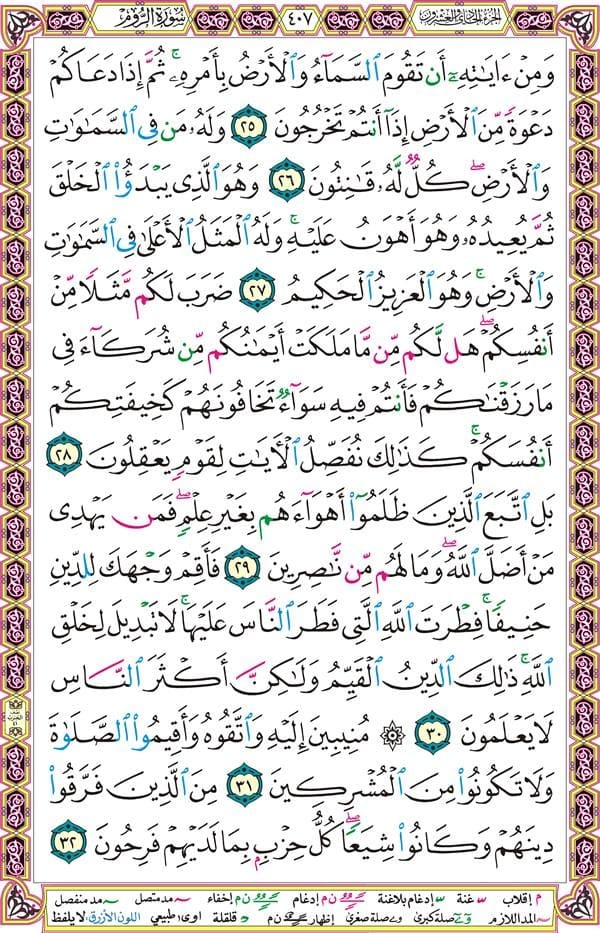 الجزء الحادي والعشرون
٤٠٧
سورة الروم
وَمِنْ ءَايَٰتِهِۦٓ أَن تَقُومَ ٱلسَّمَآءُ وَٱلْأَرْضُ بِأَمْرِهِۦ ۚ ثُمَّ إِذَا دَعَاكُمْ
دَعْوَةً مِّنَ ٱلْأَرْضِ إِذَآ أَنتُمْ تَخْرُجُونَ ٢٥ وَلَهُۥ مَن فِى ٱلسَّمَٰوَٰتِ
وَٱلْأَرْضِ ۖ كُلٌّ لَّهُۥ قَٰنِتُونَ ٢٦ وَهُوَ ٱلَّذِى يَبْدَؤُا۟ ٱلْخَلْقَ
ثُمَّ يُعِيدُهُۥ وَهُوَ أَهْوَنُ عَلَيْهِ ۚ وَلَهُ ٱلْمَثَلُ ٱلْأَعْلَىٰ فِى ٱلسَّمَٰوَٰتِ
وَٱلْأَرْضِ ۚ وَهُوَ ٱلْعَزِيزُ ٱلْحَكِيمُ ٢٧ ضَرَبَ لَكُم مَّثَلًا مِّنْ
أَنفُسِكُمْ ۖ هَل لَّكُم مِّن مَّا مَلَكَتْ أَيْمَٰنُكُم مِّن شُرَكَآءَ فِى
مَا رَزَقْنَٰكُمْ فَأَنتُمْ فِيهِ سَوَآءٌ تَخَافُونَهُمْ كَخِيفَتِكُمْ
أَنفُسَكُمْ ۚ كَذَٰلِكَ نُفَصِّلُ ٱلْءَايَٰتِ لِقَوْمٍ يَعْقِلُونَ ٢٨
بَلِ ٱتَّبَعَ ٱلَّذِينَ ظَلَمُوٓا۟ أَهْوَآءَهُم بِغَيْرِ عِلْمٍ ۖ فَمَن يَهْدِى
مَنْ أَضَلَّ ٱللَّهُ ۖ وَمَا لَهُم مِّن نَّٰصِرِينَ ٢٩ فَأَقِمْ وَجْهَكَ لِلدِّينِ
حَنِيفًا ۚ فِطْرَتَ ٱللَّهِ ٱلَّتِى فَطَرَ ٱلنَّاسَ عَلَيْهَا ۚ لَا تَبْدِيلَ لِخَلْقِ
ٱللَّهِ ۚ ذَٰلِكَ ٱلدِّينُ ٱلْقَيِّمُ وَلَٰكِنَّ أَكْثَرَ ٱلنَّاسِ
لَا يَعْلَمُونَ ٣٠ ۞ مُنِيبِينَ إِلَيْهِ وَٱتَّقُوهُ وَأَقِيمُوا۟ ٱلصَّلَوٰةَ
وَلَا تَكُونُوا۟ مِنَ ٱلْمُشْرِكِينَ ٣١ مِنَ ٱلَّذِينَ فَرَّقُوا۟
دِينَهُمْ وَكَانُوا۟ شِيَعًا ۖ كُلُّ حِزْبٍۭ بِمَا لَدَيْهِمْ فَرِحُونَ ٣٢
م إقلاب غنة إدغام بلاغنة ن م إدغام ن م إخفاء مد متصل مد منفصل
المد اللازم صلة كبرى صلة صغرى إظهار ن م قلقلة اوى، طبيعي اللون الأزرق: لا يلفظ